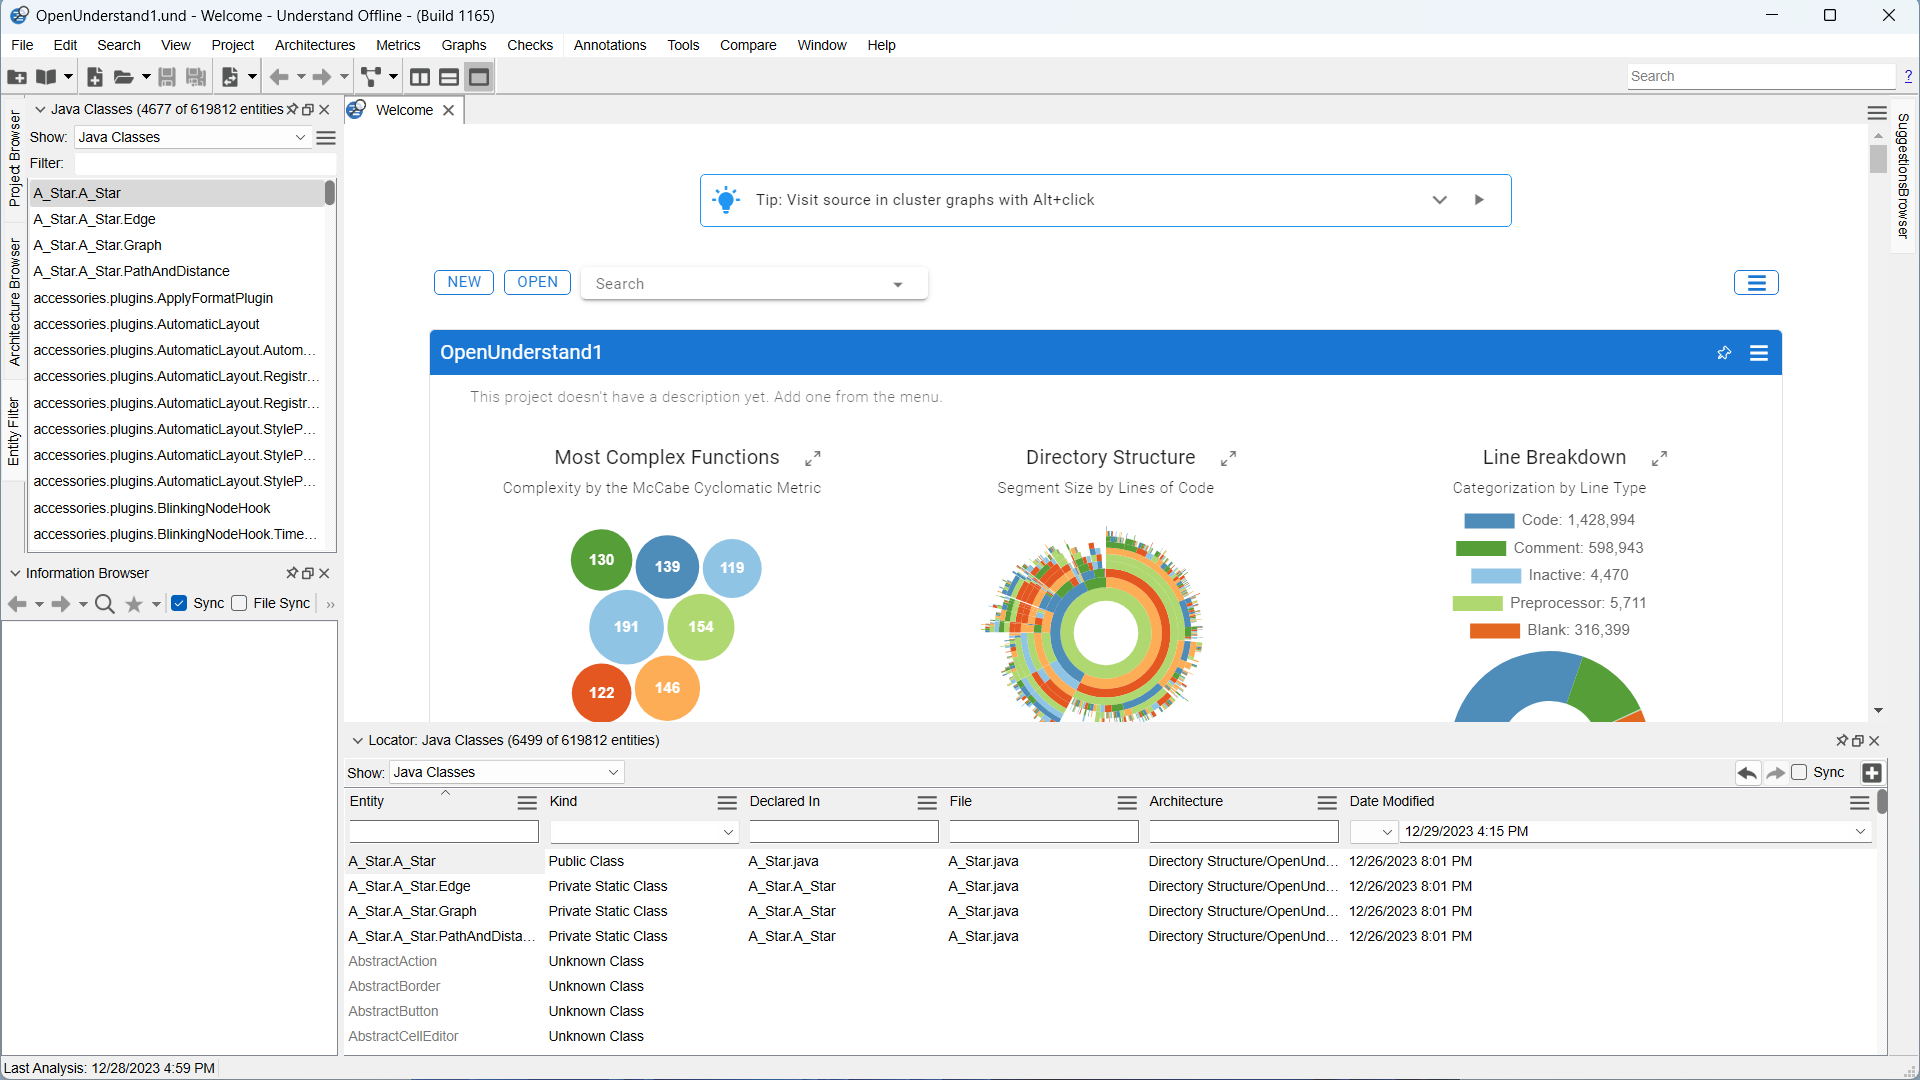 OpenUnderstand1.und - Welcome - Understand Offline - (Build 1165)
File Edit Search View Project Architectures Metrics Graphs Checks Annotations Tools Compare Window Help
Search ?
Project Browser
Architecture Browser
Entity Filter
Java Classes (4677 of 619812 entities
Show: Java Classes
Filter:
A_Star.A_Star
A_Star.A_Star.Edge
A_Star.A_Star.Graph
A_Star.A_Star.PathAndDistance
accessories.plugins.ApplyFormatPlugin
accessories.plugins.AutomaticLayout
accessories.plugins.AutomaticLayout.Autom...
accessories.plugins.AutomaticLayout.Registr...
accessories.plugins.AutomaticLayout.Registr...
accessories.plugins.AutomaticLayout.StyleP...
accessories.plugins.AutomaticLayout.StyleP...
accessories.plugins.AutomaticLayout.StyleP...
accessories.plugins.BlinkingNodeHook
accessories.plugins.BlinkingNodeHook.Time...
Information Browser
Sync File Sync »
Welcome
SuggestionsBrowser
Tip: Visit source in cluster graphs with Alt+click
NEW OPEN Search
OpenUnderstand1
This project doesn't have a description yet. Add one from the menu.
Most Complex Functions
Complexity by the McCabe Cyclomatic Metric
130 139 119
191 154
122 146
Directory Structure
Segment Size by Lines of Code
Line Breakdown
Categorization by Line Type
Code: 1,428,994
Comment: 598,943
Inactive: 4,470
Preprocessor: 5,711
Blank: 316,399
Locator: Java Classes (6499 of 619812 entities)
Show: Java Classes Sync
Entity Kind Declared In File Architecture Date Modified
12/29/2023 4:15 PM
A_Star.A_Star Public Class A_Star.java A_Star.java Directory Structure/OpenUnd... 12/26/2023 8:01 PM
A_Star.A_Star.Edge Private Static Class A_Star.A_Star A_Star.java Directory Structure/OpenUnd... 12/26/2023 8:01 PM
A_Star.A_Star.Graph Private Static Class A_Star.A_Star A_Star.java Directory Structure/OpenUnd... 12/26/2023 8:01 PM
A_Star.A_Star.PathAndDista... Private Static Class A_Star.A_Star A_Star.java Directory Structure/OpenUnd... 12/26/2023 8:01 PM
AbstractAction Unknown Class
AbstractBorder Unknown Class
AbstractButton Unknown Class
AbstractCellEditor Unknown Class
Last Analysis: 12/28/2023 4:59 PM